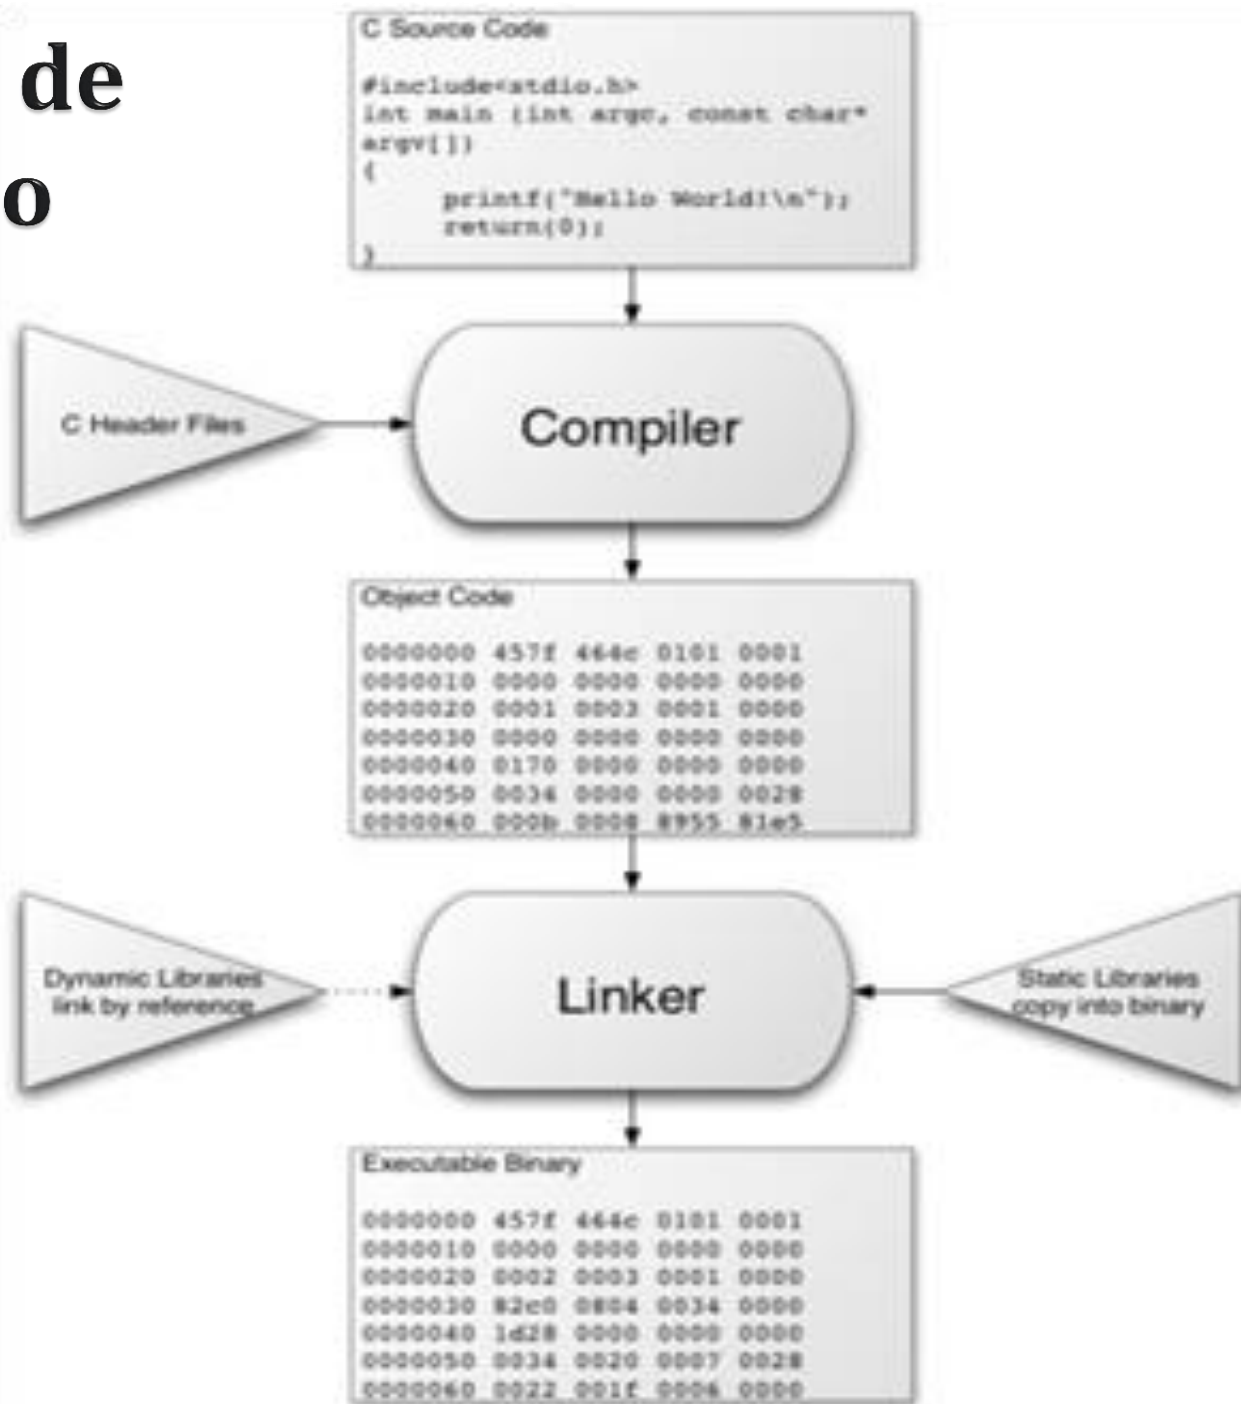 de
o
C Source Code
#include<stdio.h>
int main (int argc, const char*
argv[])
{
printf("Hello World!\n");
return(0);
}
C Header Files
Compiler
Object Code
0000000 457f 464c 0101 0001
0000010 0000 0000 0000 0000
0000020 0001 0003 0001 0000
0000030 0000 0000 0000 0000
0000040 0170 0000 0000 0000
0000050 0034 0000 0000 0028
0000060 000b 0008 8955 81e5
Dynamic Libraries
link by reference
Linker
Static Libraries
copy into binary
Executable Binary
0000000 457f 464c 0101 0001
0000010 0000 0000 0000 0000
0000020 0002 0003 0001 0000
0000030 82c0 0804 0034 0000
0000040 1d28 0000 0000 0000
0000050 0034 0020 0007 0028
0000060 0022 001f 0006 0000